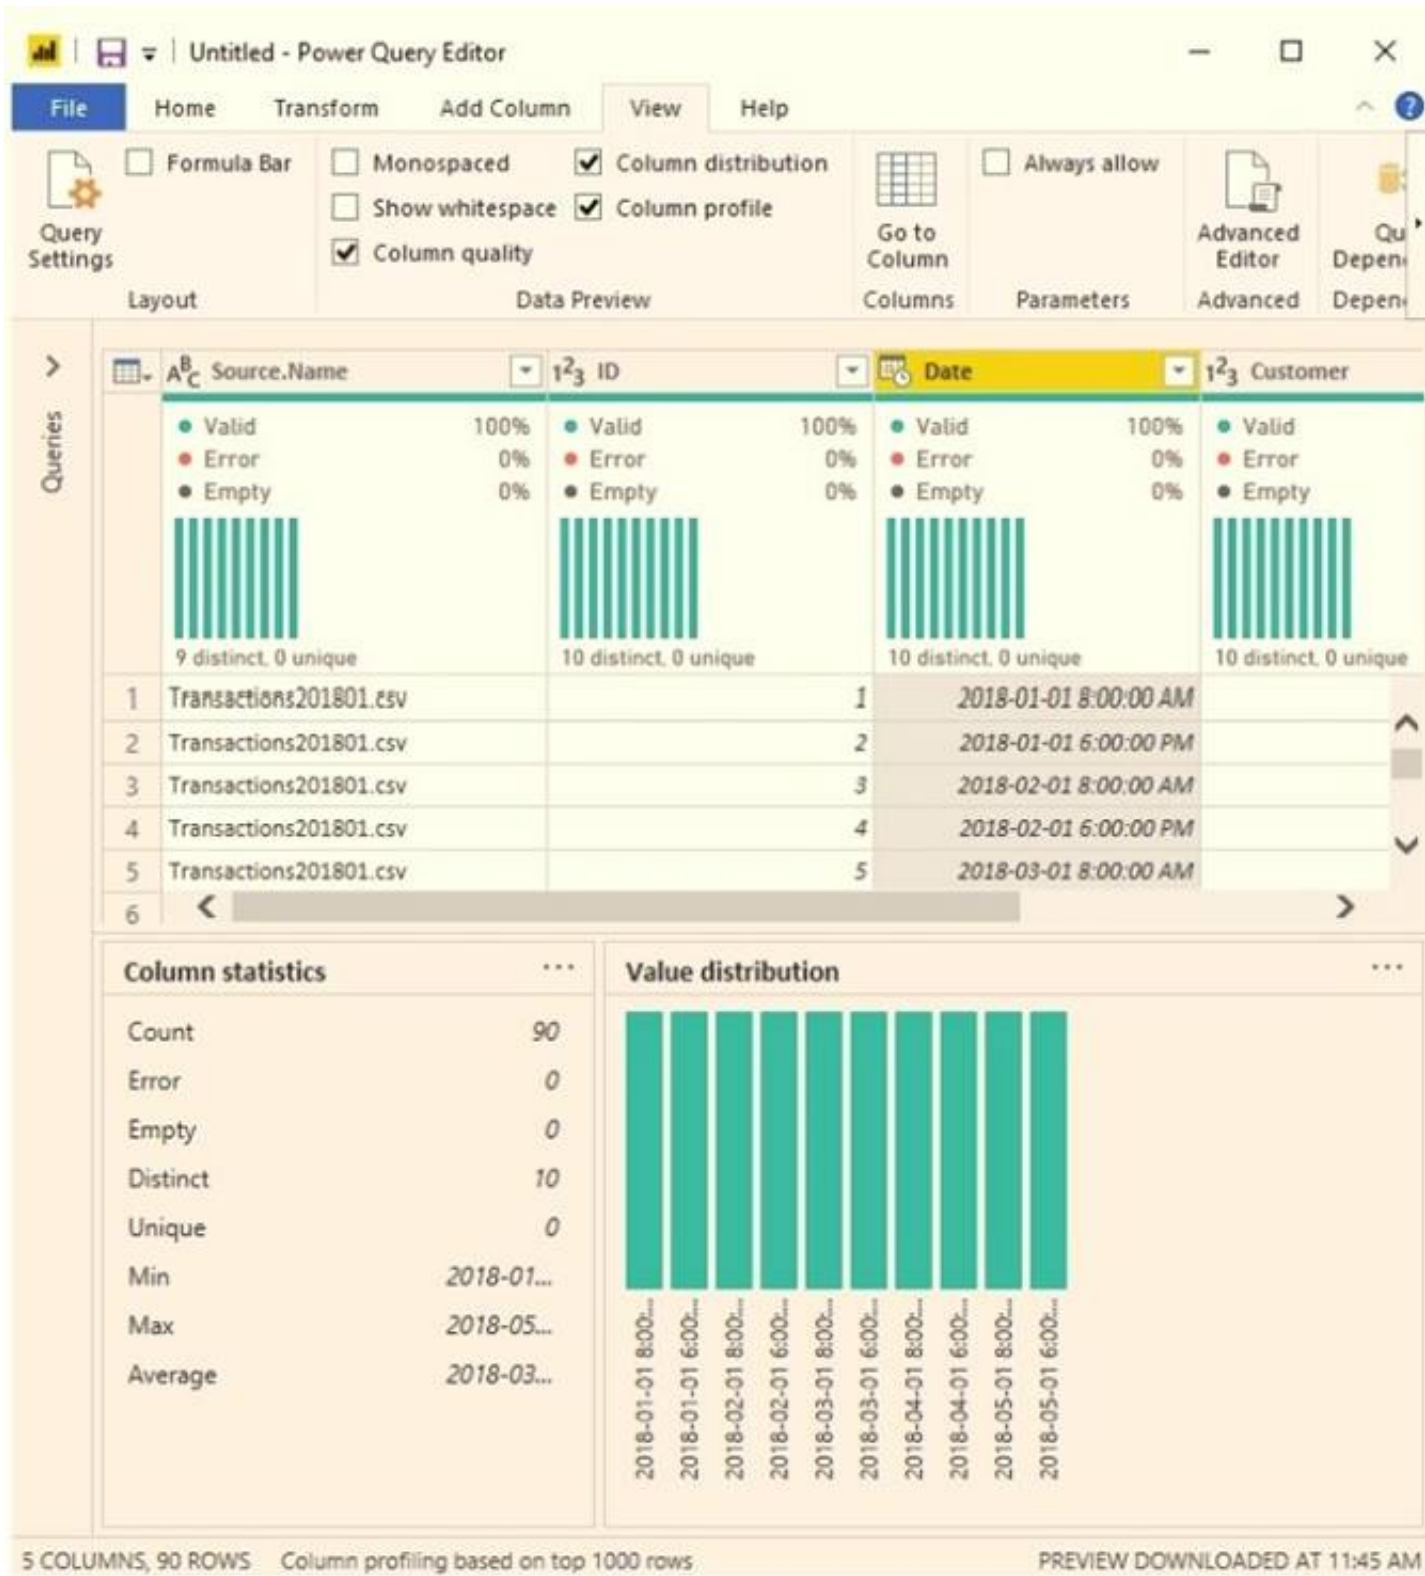 Untitled - Power Query Editor
File Home Transform Add Column View Help
Formula Bar Monospaced Column distribution Always allow
Show whitespace Column profile
Query Settings Column quality Go to Column Advanced Editor Qu Depen
Layout Data Preview Columns Parameters Advanced Depen
Queries
ABC Source.Name 123 ID Date 123 Customer
Valid 100% Valid 100% Valid 100% Valid
Error 0% Error 0% Error 0% Error
Empty 0% Empty 0% Empty 0% Empty
9 distinct, 0 unique 10 distinct, 0 unique 10 distinct, 0 unique 10 distinct, 0 unique
1 Transactions201801.csv 1 2018-01-01 8:00:00 AM
2 Transactions201801.csv 2 2018-01-01 6:00:00 PM
3 Transactions201801.csv 3 2018-02-01 8:00:00 AM
4 Transactions201801.csv 4 2018-02-01 6:00:00 PM
5 Transactions201801.csv 5 2018-03-01 8:00:00 AM
6
Column statistics ...
Count 90
Error 0
Empty 0
Distinct 10
Unique 0
Min 2018-01...
Max 2018-05...
Average 2018-03...
Value distribution ...
2018-01-01 8:00:...
2018-01-01 6:00:...
2018-02-01 8:00:...
2018-02-01 6:00:...
2018-03-01 8:00:...
2018-03-01 6:00:...
2018-04-01 8:00:...
2018-04-01 6:00:...
2018-05-01 8:00:...
2018-05-01 6:00:...
5 COLUMNS, 90 ROWS Column profiling based on top 1000 rows PREVIEW DOWNLOADED AT 11:45 AM